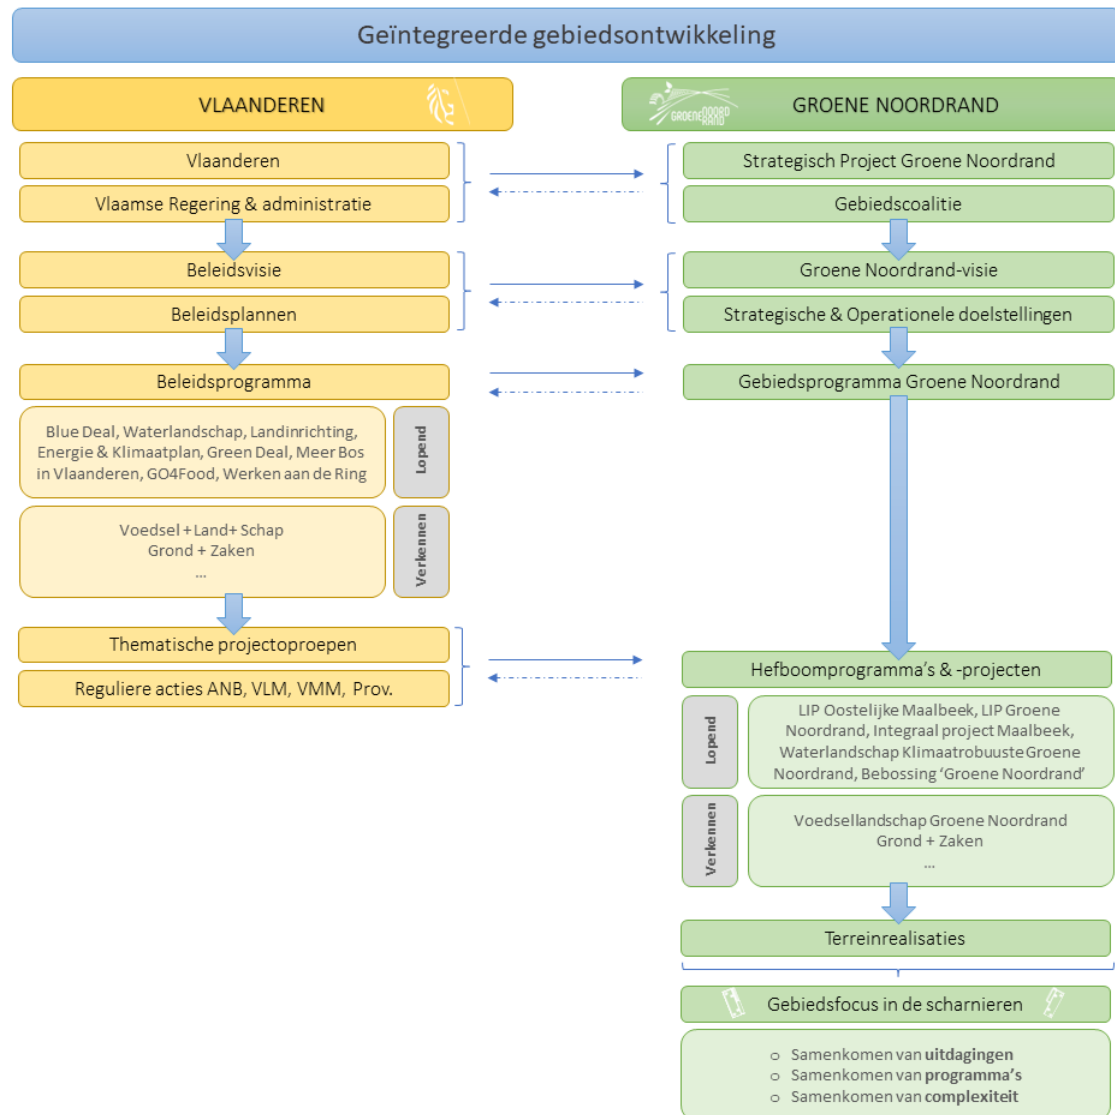 Geïntegreerde gebiedsontwikkeling
VLAANDEREN
Vlaanderen
Vlaamse Regering & administratie
Beleidsvisie
Beleidsplannen
Beleidsprogramma
Blue Deal, Waterlandschap, Landinrichting,
Energie & Klimaatplan, Green Deal, Meer Bos
in Vlaanderen, GO4Food, Werken aan de Ring
Lopend
Voedsel +Land+ Schap
Grond + Zaken
...
Verkennen
Thematische projectoproepen
Reguliere acties ANB, VLM, VMM, Prov.
GROENE NOORDRAND
GROENE NOORD
RAND
Strategisch Project Groene Noordrand
Gebiedscoalitie
Groene Noordrand-visie
Strategische & Operationele doelstellingen
Gebiedsprogramma Groene Noordrand
Hefboomprogramma's & -projecten
Lopend
LIP Oostelijke Maalbeek, LIP Groene
Noordrand, Integraal project Maalbeek,
Waterlandschap KlimaatrobuusteGroene
Noordrand, Bebossing ‘Groene Noordrand’
Verkennen
Voedsellandschap Groene Noordrand
Grond + Zaken
...
Terreinrealisaties
Gebiedsfocus in de scharnieren
o Samenkomen van uitdagingen
o Samenkomen van programma's
o Samenkomen van complexiteit